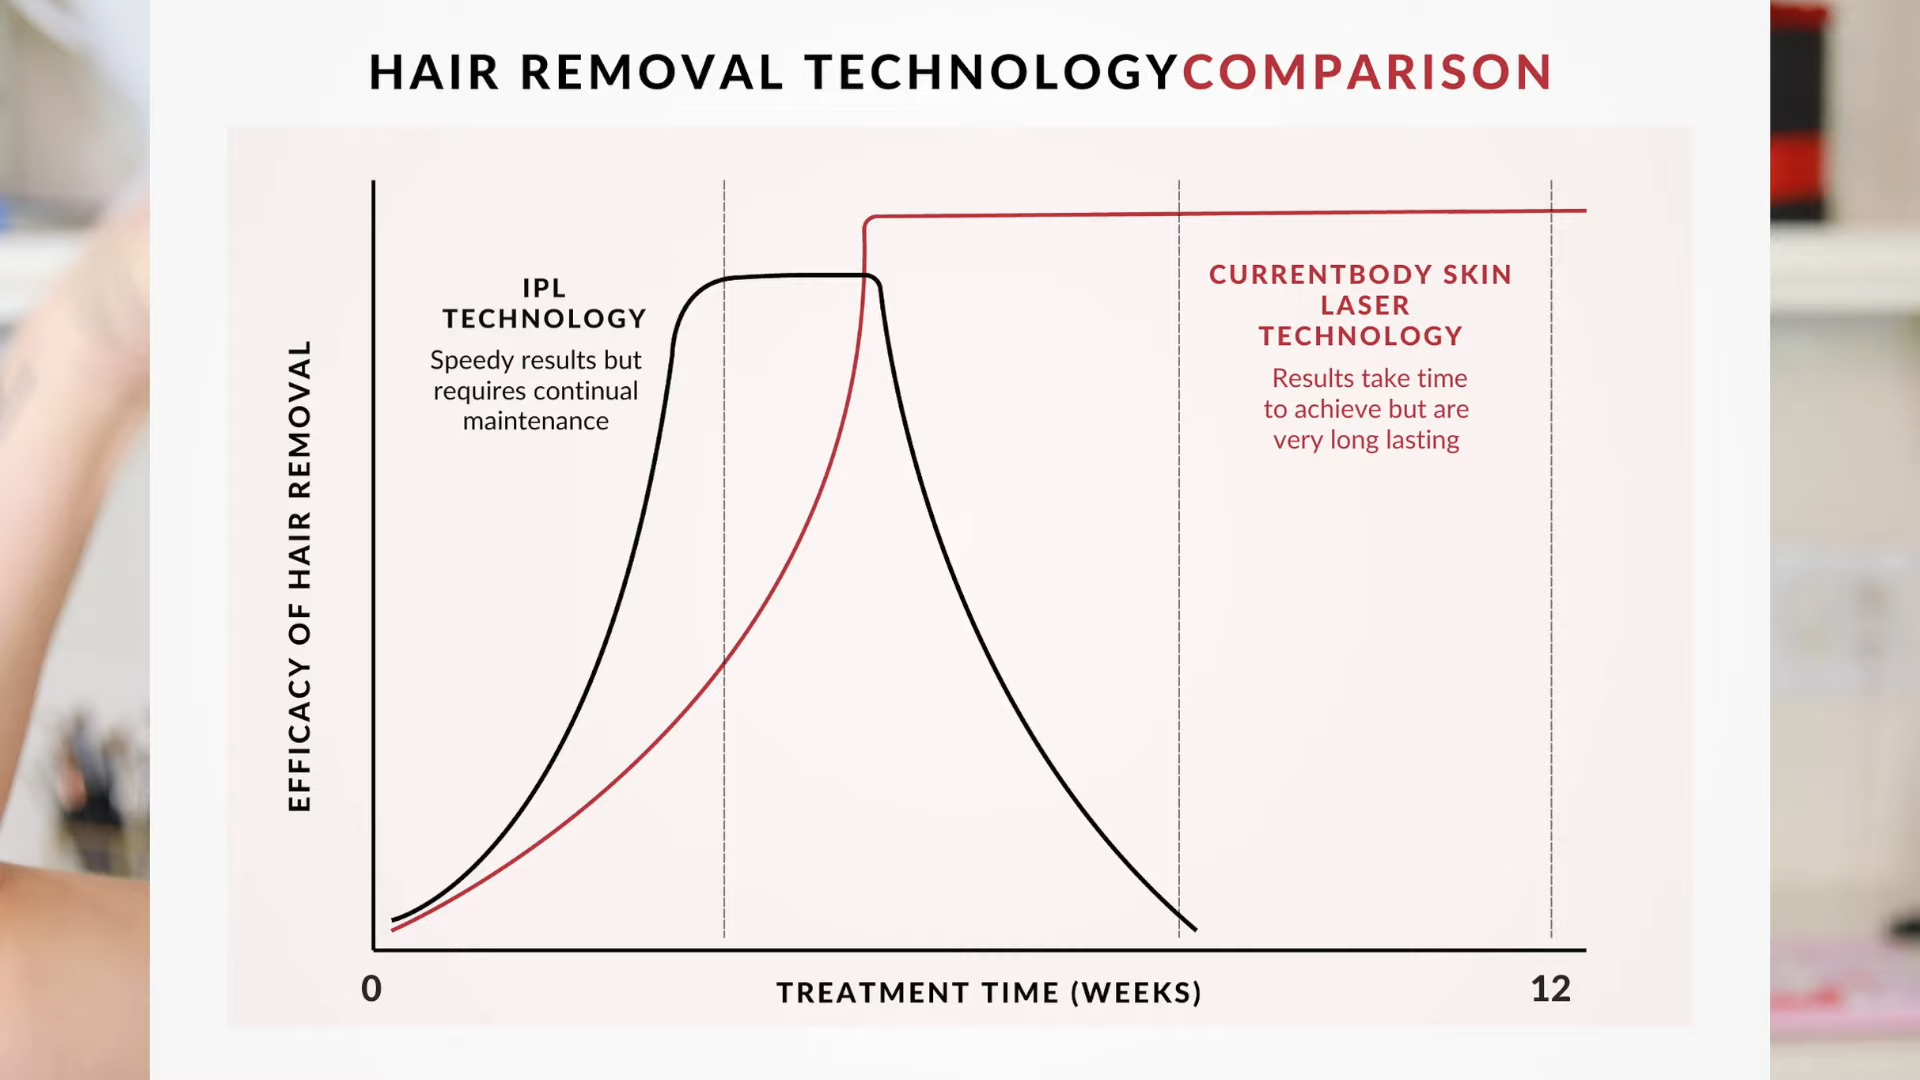 HAIR REMOVAL TECHNOLOGYCOMPARISON
IPL
TECHNOLOGY
Speedy results but
requires continual
maintenance
CURRENTBODY SKIN
LASER
TECHNOLOGY
Results take time
to achieve but are
very long lasting
EFFICACY OF HAIR REMOVAL
0
TREATMENT TIME (WEEKS)
12